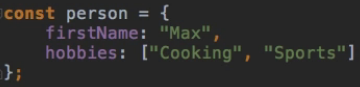 const person = {
    firstName: "Max",
    hobbies: ["Cooking", "Sports"]
};